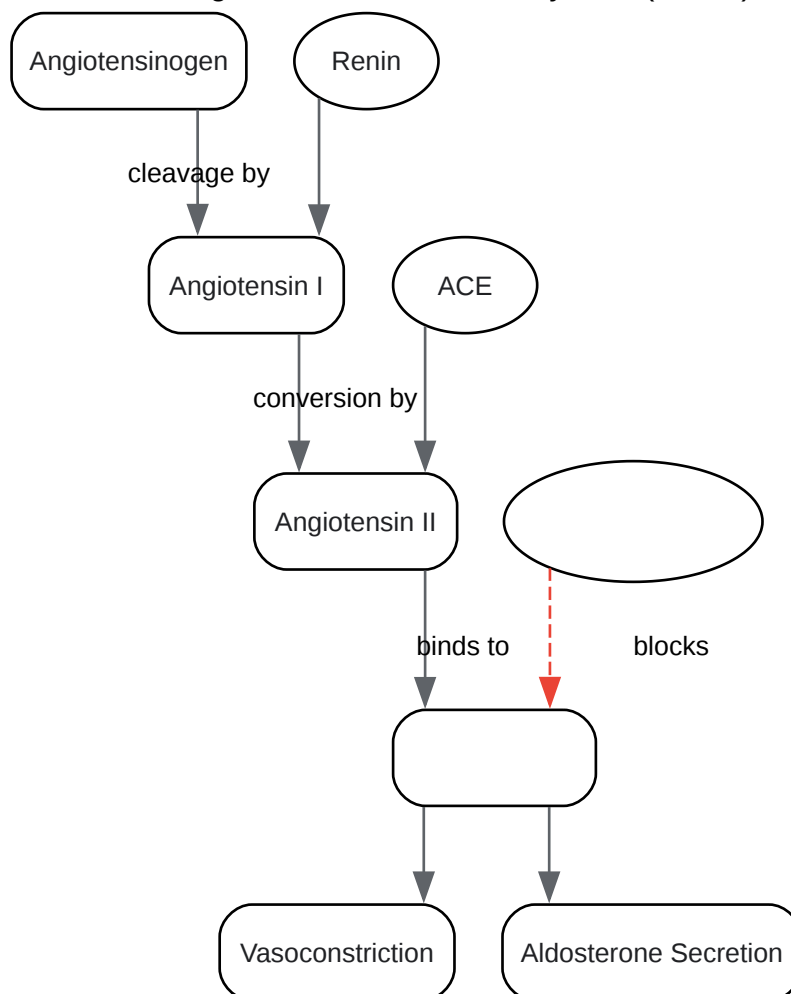 Angiotensinogen
Renin
cleavage by
Angiotensin I
ACE
conversion by
Angiotensin II
binds to
blocks
Vasoconstriction
Aldosterone Secretion